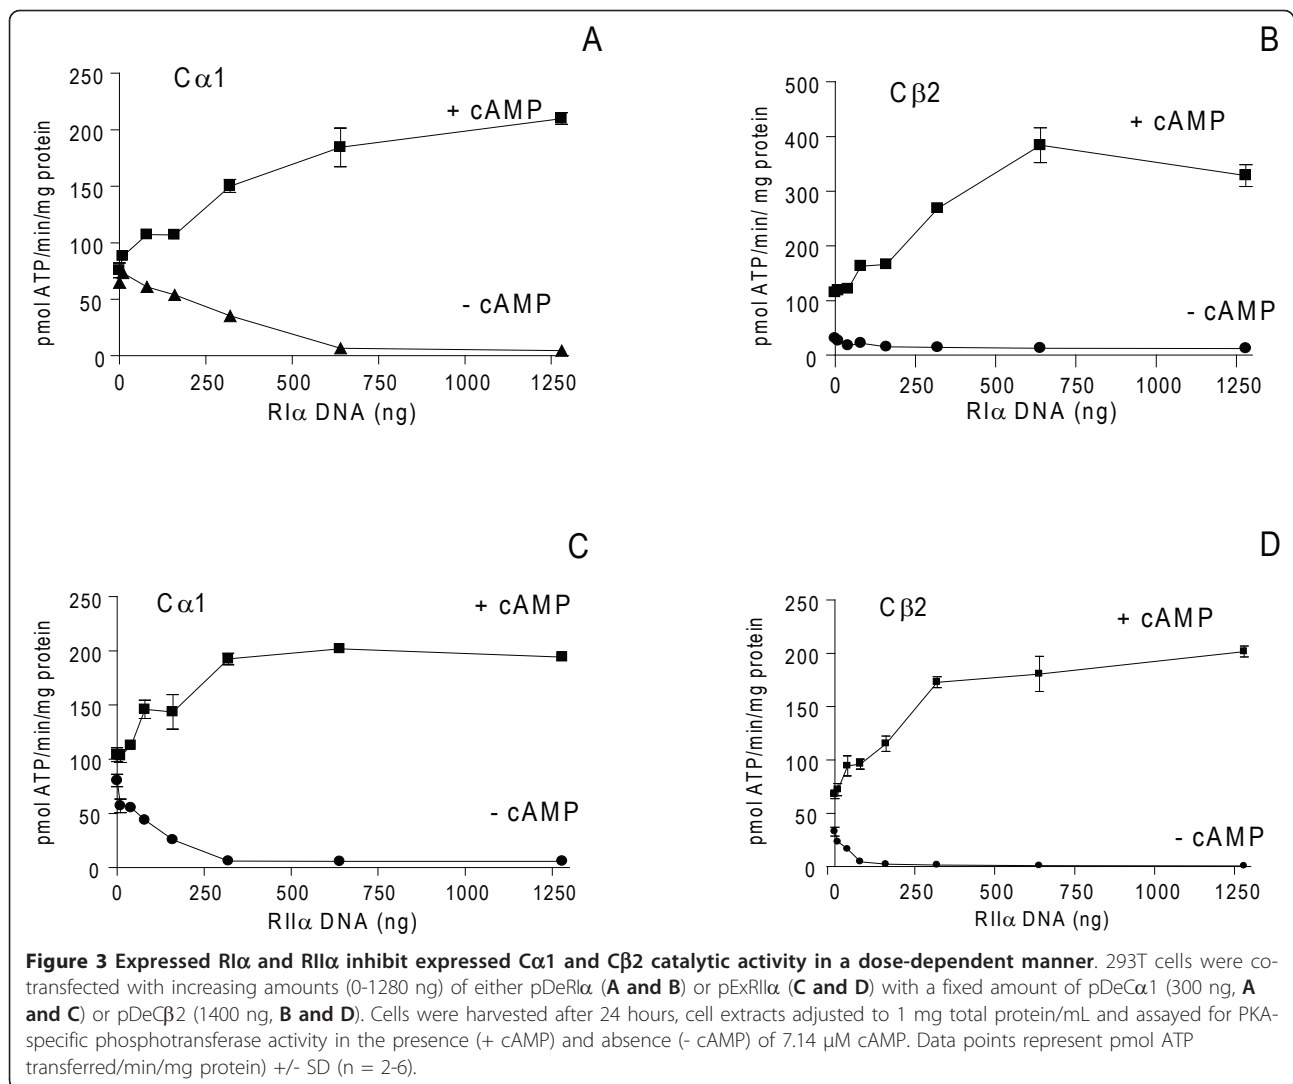 A
Cα1
+ cAMP
- cAMP
pmol ATP/min/mg protein
250
200
150
100
50
0
0 250 500 750 1000 1250
RIα DNA (ng)
B
Cβ2
+ cAMP
- cAMP
pmol ATP/min/ mg protein
500
400
300
200
100
0
0 250 500 750 1000 1250
RIα DNA (ng)
C
Cα1
+ cAMP
- cAMP
pmol ATP/min/mg protein
250
200
150
100
50
0
0 250 500 750 1000 1250
RIIα DNA (ng)
D
Cβ2
+ cAMP
- cAMP
pmol ATP/min/mg protein
250
200
150
100
50
0
0 250 500 750 1000 1250
RIIα DNA (ng)
Figure 3 Expressed RIα and RIIα inhibit expressed Cα1 and Cβ2 catalytic activity in a dose-dependent manner. 293T cells were co-
transfected with increasing amounts (0-1280 ng) of either pDeRIα (A and B) or pExRIIα (C and D) with a fixed amount of pDeCα1 (300 ng, A
and C) or pDeCβ2 (1400 ng, B and D). Cells were harvested after 24 hours, cell extracts adjusted to 1 mg total protein/mL and assayed for PKA-
specific phosphotransferase activity in the presence (+ cAMP) and absence (- cAMP) of 7.14 μM cAMP. Data points represent pmol ATP
transferred/min/mg protein) +/- SD (n = 2-6).